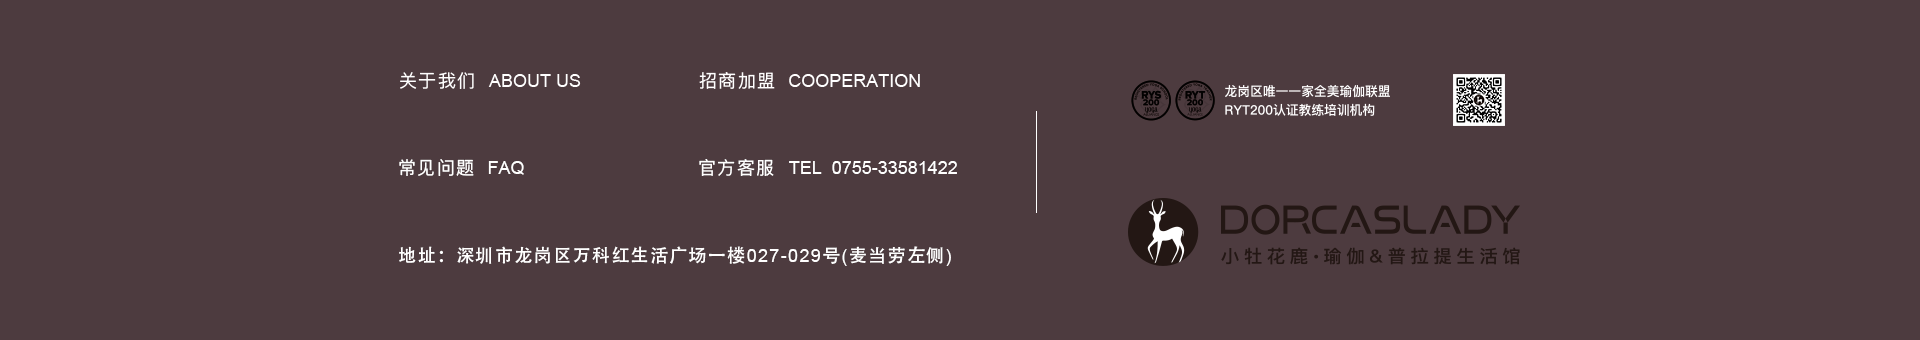 关于我们 ABOUT US
招商加盟 COOPERATION
常见问题 FAQ
官方客服 TEL 0755-33581422
地址：深圳市龙岗区万科红生活广场一楼027-029号(麦当劳左侧)
RYS
200
RYT
200
龙岗区唯一一家全美瑜伽联盟
RYT200认证教练培训机构
DORCASLADY
小牡花鹿·瑜伽&普拉提生活馆